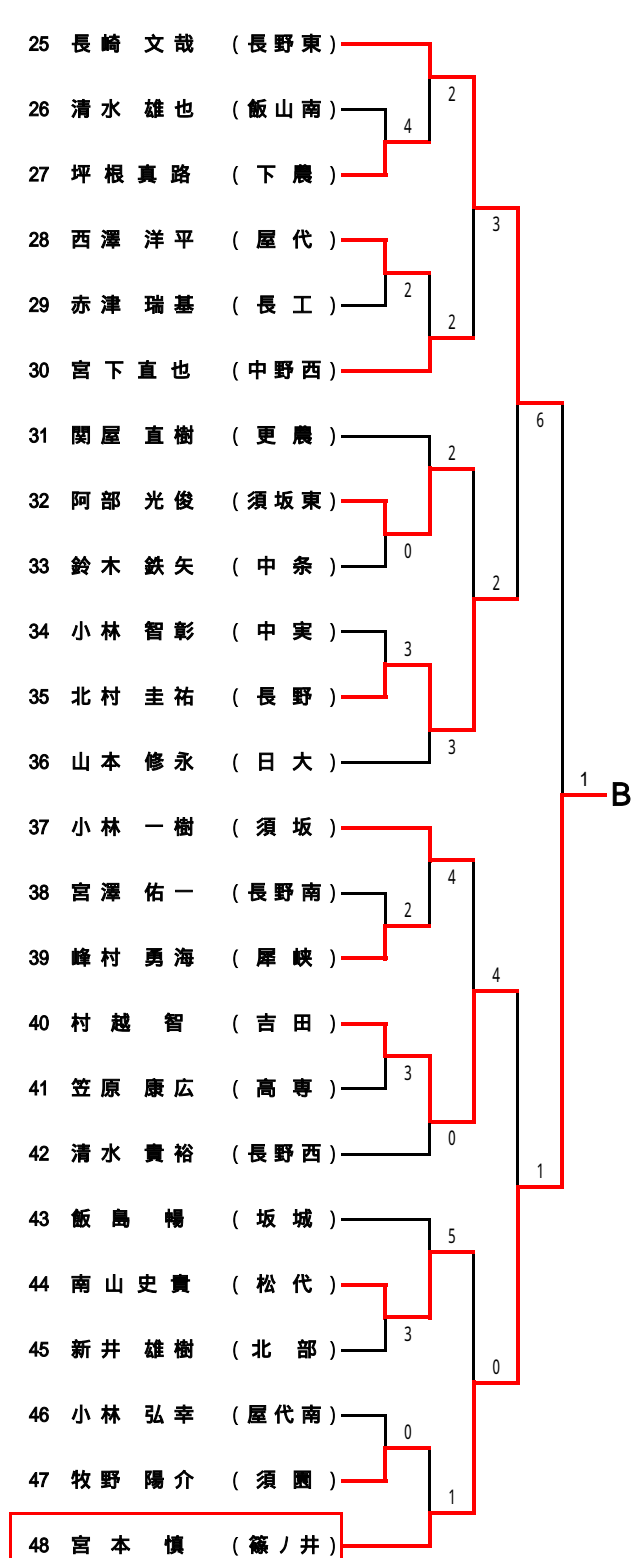 25 長崎 文哉 (長野東)
2
26 清水 雄也 (飯山南)
4
27 坪根真路 (下農)
3
28 西澤 洋平 (屋代)
2
29 赤津 瑞基 (長工)
2
30 宮下直也 (中野西)
6
31 関屋 直樹 (更農)
2
32 阿部 光俊 (須坂東)
0
33 鈴木 鉄矢 (中条)
2
34 小林 智彰 (中実)
3
35 北村 圭祐 (長野)
3
36 山本 修永 (日大)
1 B
37 小林 一樹 (須坂)
4
38 宮澤 佑一 (長野南)
2
39 峰村 勇海 (犀峡)
4
40 村越 智 (吉田)
3
41 笠原 康広 (高専)
0
42 清水 貴裕 (長野西)
1
43 飯島 暢 (坂城)
5
44 南山史貴 (松代)
3
45 新井 雄樹 (北部)
0
46 小林 弘幸 (屋代南)
0
47 牧野 陽介 (須園)
1
48 宮本 慎 (篠ノ井)